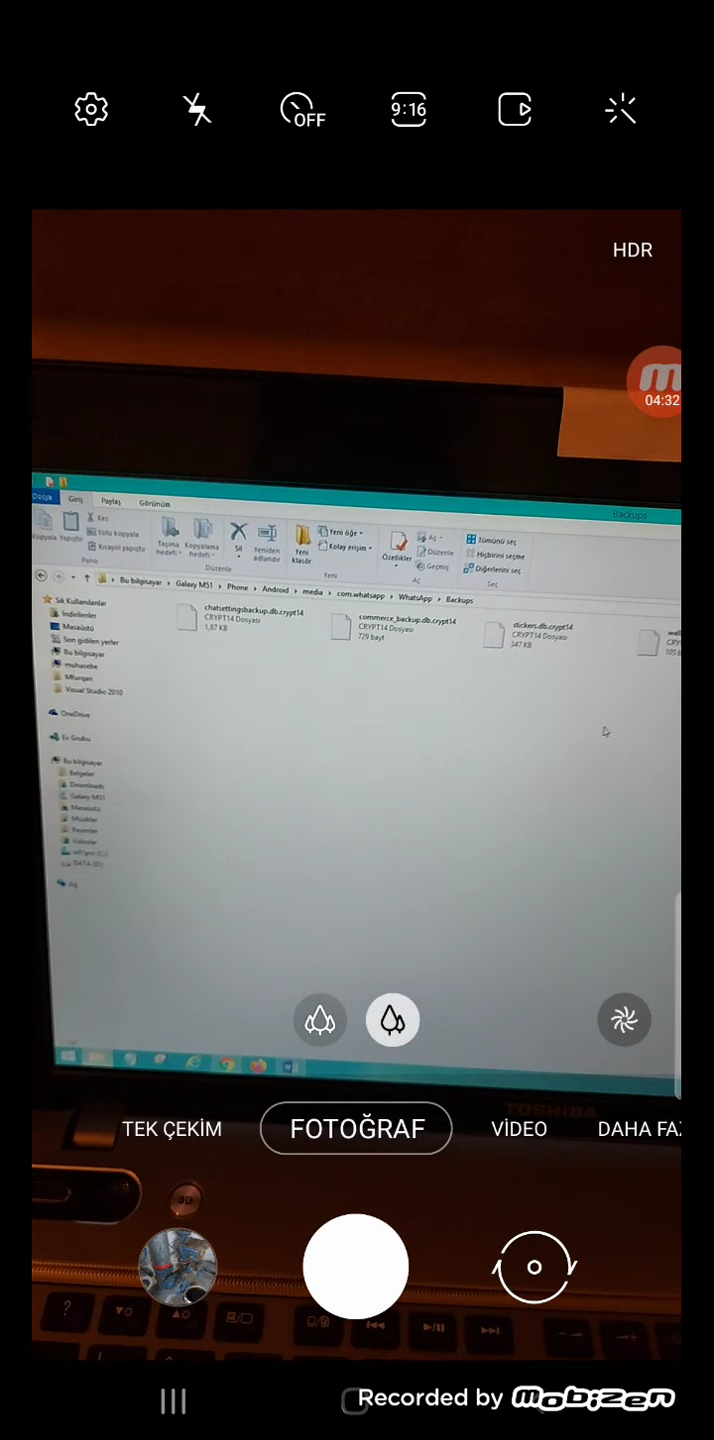 OFF
9:16
HDR
04:32
Backups
Dosya Giriş Paylaş Görünüm
Kopyala Yapıştır
Kes
Yolu kopyala
Kısayol yapıştır
Pano
Taşıma hedefi
Kopyalama hedefi
Sil
Yeniden adlandır
Düzenle
Yeni klasör
Yeni öğe
Kolay erişim
Yeni
Özellikler
Aç
Düzenle
Geçmiş
Aç
Tümünü seç
Hiçbirini seçme
Diğerlerini seç
Seç
Bu bilgisayar Galaxy M51 Phone Android media com.whatsapp WhatsApp Backups
Sık Kullanılanlar
İndirilenler
Masaüstü
Son gidilen yerler
Bu bilgisayar
muhasebe
Mfurqan
Visual Studio 2010
OneDrive
Ev Grubu
Bu bilgisayar
Belgeler
Downloads
Galaxy M51
Masaüstü
Müzikler
Resimler
Videolar
DATA (D:)
Ağ
chatsettingsbackup.db.crypt14
CRYPT14 Dosyası
1,87 KB
commerce_backup.db.crypt14
CRYPT14 Dosyası
729 bayt
stickers.db.crypt14
CRYPT14 Dosyası
347 KB
TOSHIBA
TEK ÇEKİM FOTOĞRAF VİDEO DAHA FAZ
3D
?
Recorded by mobizen